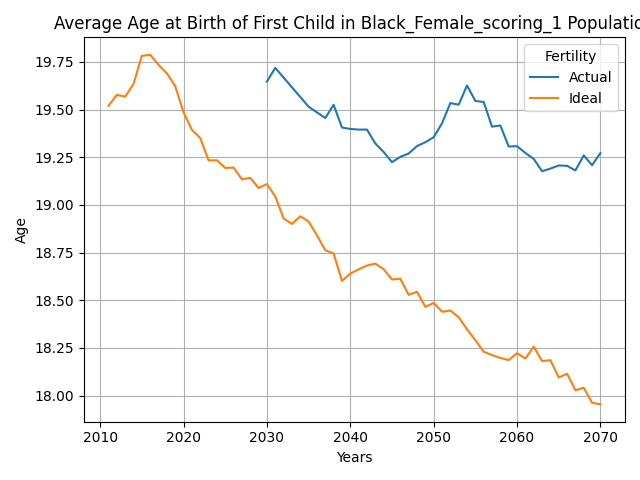 Average Age at Birth of First Child in Black_Female_scoring_1 Populatio
Fertility
Actual
Ideal
19.75
19.50
19.25
19.00
18.75
18.50
18.25
18.00
Age
2010 2020 2030 2040 2050 2060 2070
Years